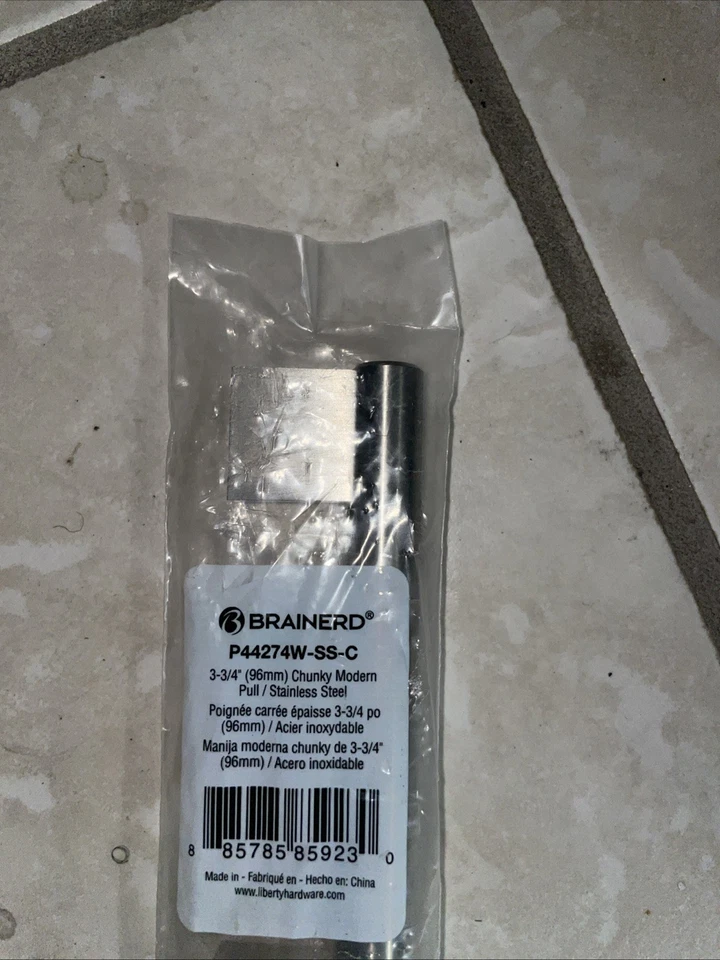 BRAINERD®
P44274W-SS-C
3-3/4" (96mm) Chunky Modern
Pull / Stainless Steel
Poignée carrée épaisse 3-3/4 po
(96mm) / Acier inoxydable
Manija moderna chunky de 3-3/4"
(96mm) / Acero inoxidable
8 85785 85923 0
Made in - Fabriqué en - Hecho en: China
www.libertyhardware.com